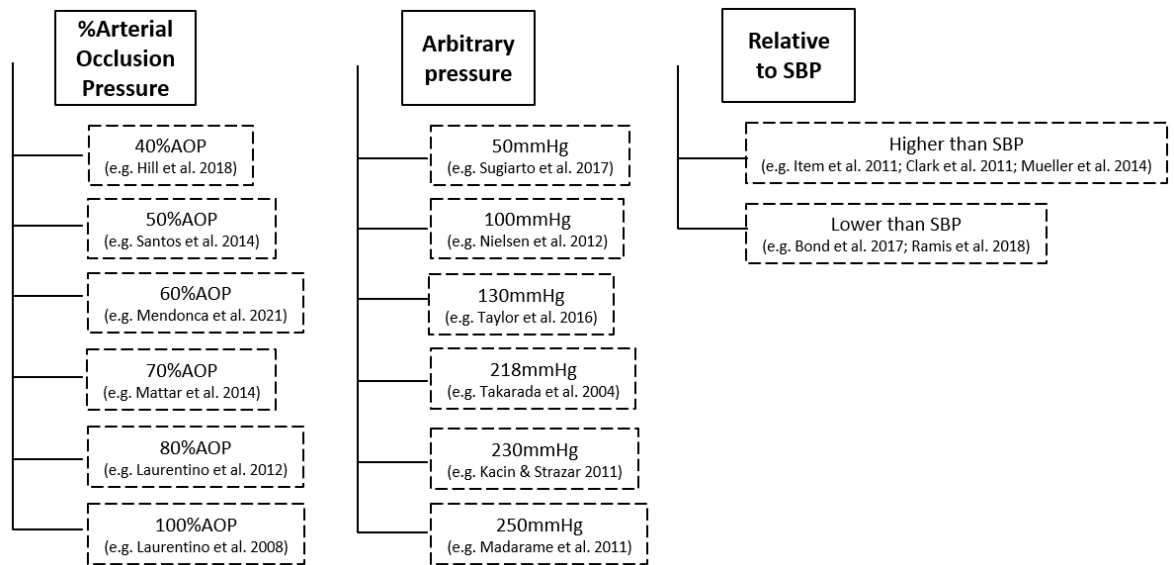 %Arterial
Occlusion
Pressure
40%AOP
(e.g. Hill et al. 2018)
50%AOP
(e.g. Santos et al. 2014)
60%AOP
(e.g. Mendonca et al. 2021)
70%AOP
(e.g. Mattar et al. 2014)
80%AOP
(e.g. Laurentino et al. 2012)
100%AOP
(e.g. Laurentino et al. 2008)
Arbitrary
pressure
50mmHg
(e.g. Sugiarto et al. 2017)
100mmHg
(e.g. Nielsen et al. 2012)
130mmHg
(e.g. Taylor et al. 2016)
218mmHg
(e.g. Takarada et al. 2004)
230mmHg
(e.g. Kacin & Strazar 2011)
250mmHg
(e.g. Madarame et al. 2011)
Relative
to SBP
Higher than SBP
(e.g. Item et al. 2011; Clark et al. 2011; Mueller et al. 2014)
Lower than SBP
(e.g. Bond et al. 2017; Ramis et al. 2018)